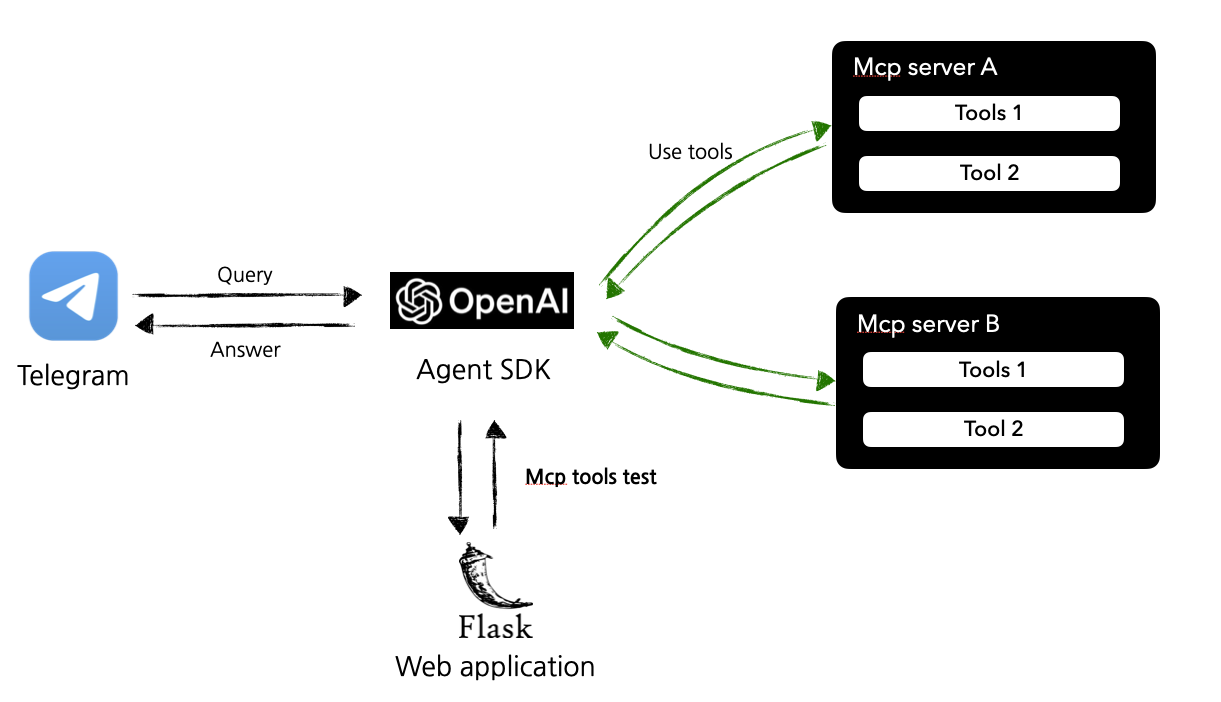 Mcp server A
Tools 1
Tool 2
Use tools
Query
Answer
Telegram
OpenAI
Agent SDK
Mcp server B
Tools 1
Tool 2
Mcp tools test
Flask
Web application